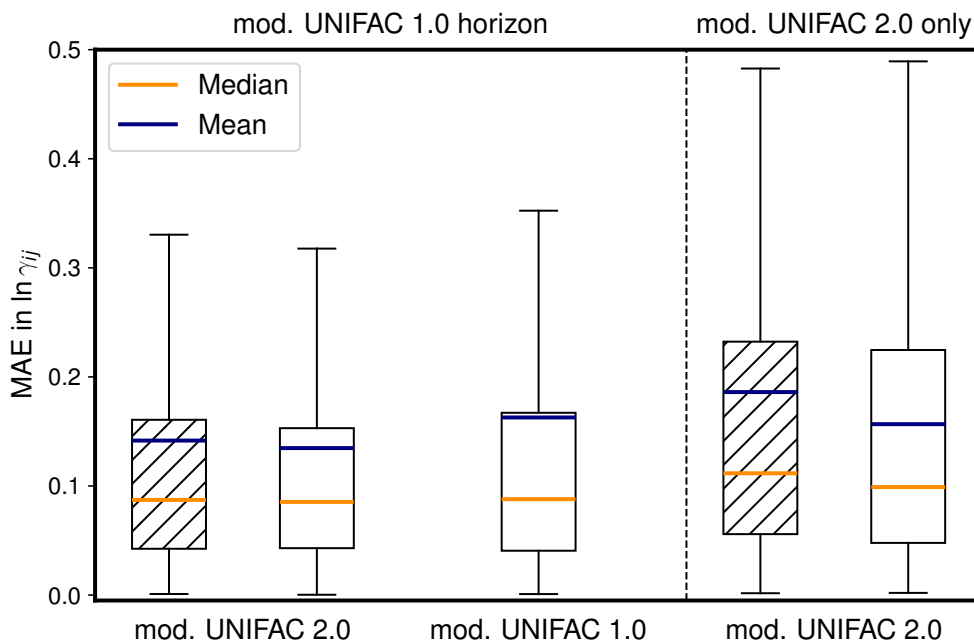 mod. UNIFAC 1.0 horizon
mod. UNIFAC 2.0 only
Median
Mean
MAE in ln γij
0.5
0.4
0.3
0.2
0.1
0.0
mod. UNIFAC 2.0
mod. UNIFAC 1.0
mod. UNIFAC 2.0